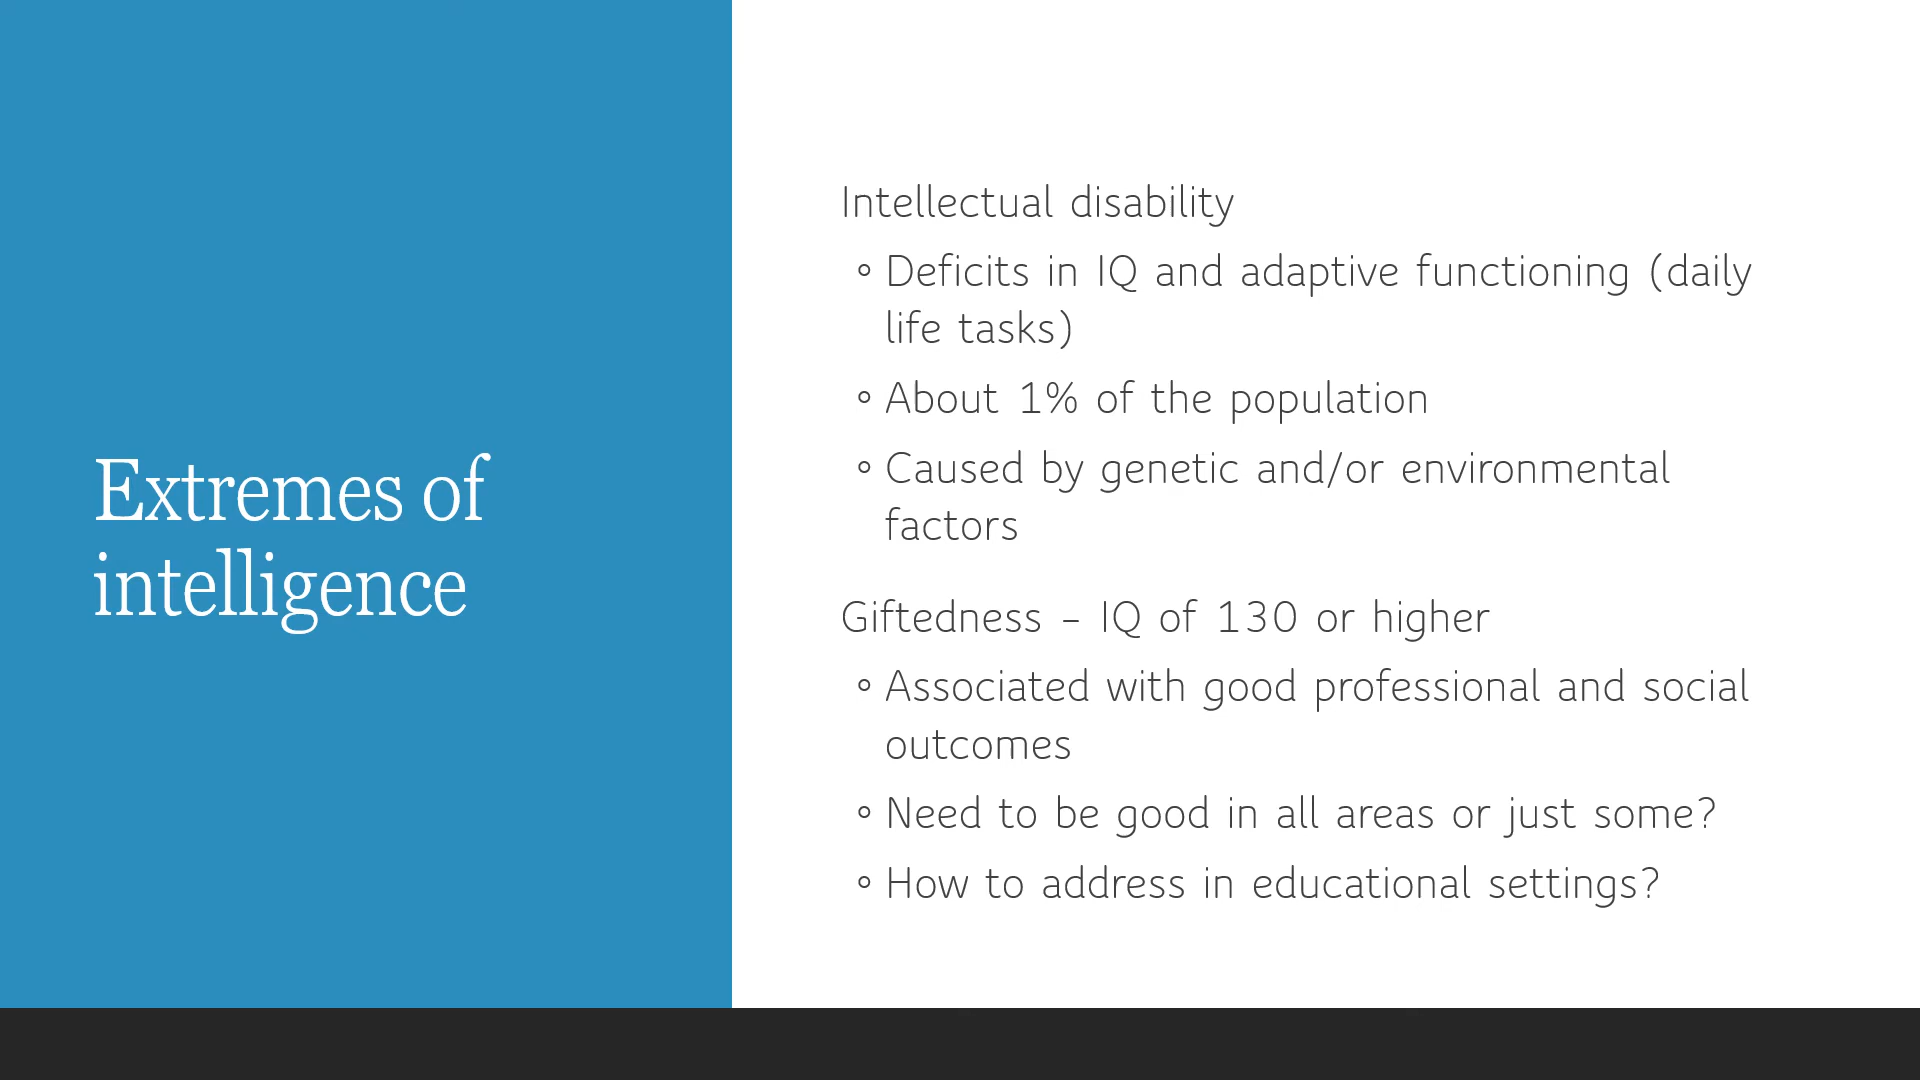 Extremes of
intelligence
Intellectual disability
◦ Deficits in IQ and adaptive functioning (daily
life tasks)
◦ About 1% of the population
◦ Caused by genetic and/or environmental
factors
Giftedness – IQ of 130 or higher
◦ Associated with good professional and social
outcomes
◦ Need to be good in all areas or just some?
◦ How to address in educational settings?